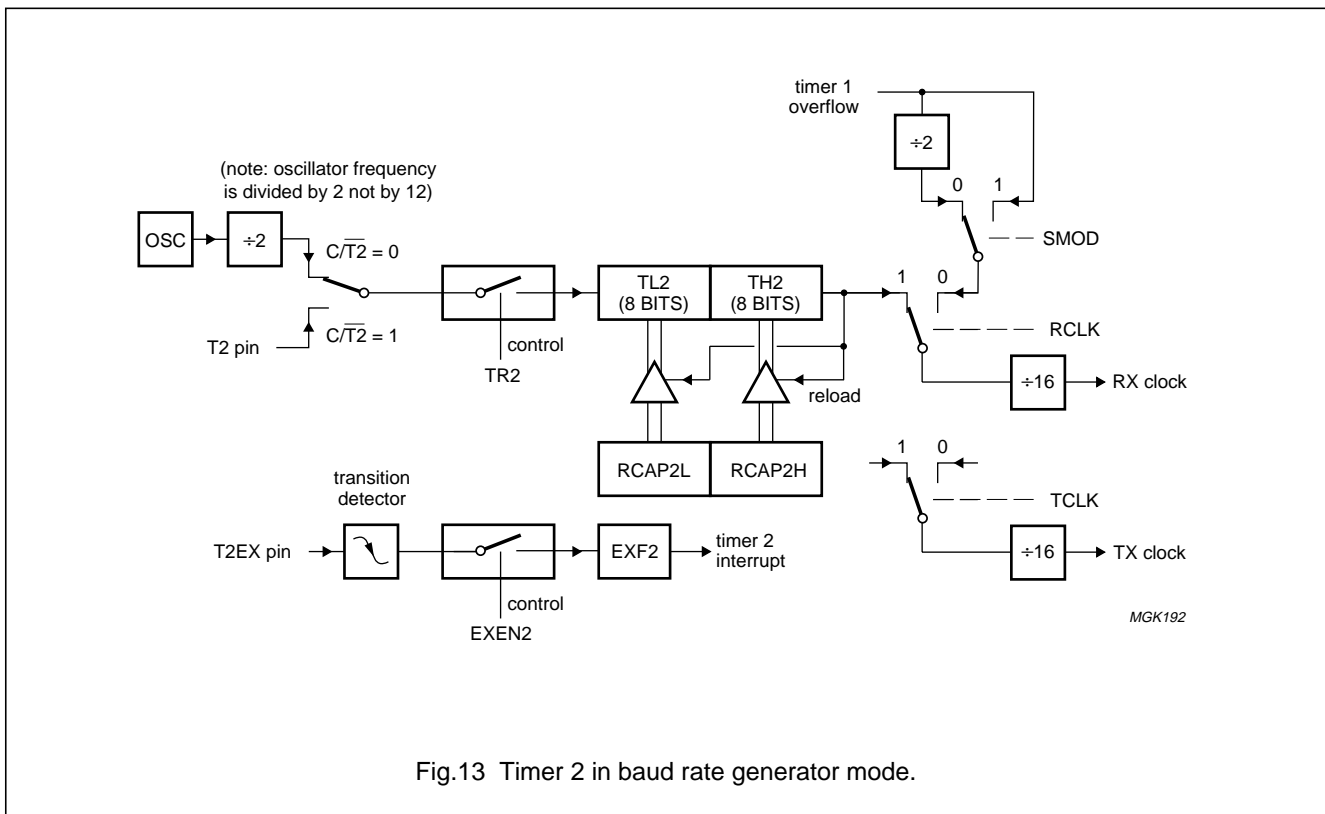 timer 1
overflow
÷2
(note: oscillator frequency
is divided by 2 not by 12)
0 1
OSC
÷2
C/T2̅ = 0
SMOD
TL2
(8 BITS)
TH2
(8 BITS)
1 0
T2 pin
C/T2̅ = 1
control
TR2
RCLK
reload
÷16
RX clock
RCAP2L
RCAP2H
1 0
transition
detector
TCLK
T2EX pin
EXF2
timer 2
interrupt
÷16
TX clock
control
EXEN2
MGK192
Fig.13 Timer 2 in baud rate generator mode.